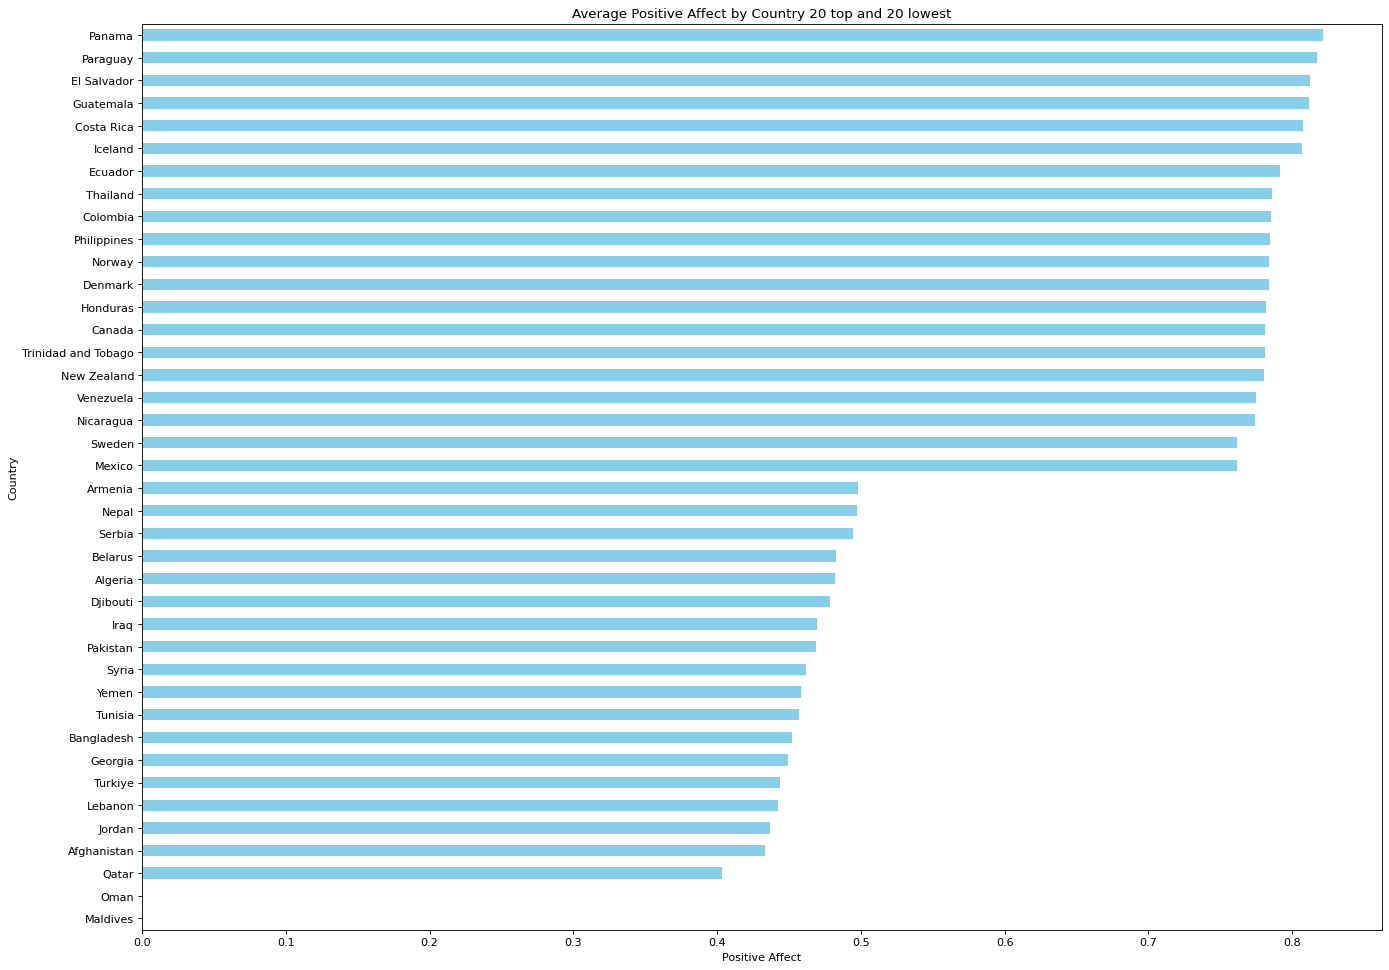 Average Positive Affect by Country 20 top and 20 lowest
Country
Panama
Paraguay
El Salvador
Guatemala
Costa Rica
Iceland
Ecuador
Thailand
Colombia
Philippines
Norway
Denmark
Honduras
Canada
Trinidad and Tobago
New Zealand
Venezuela
Nicaragua
Sweden
Mexico
Armenia
Nepal
Serbia
Belarus
Algeria
Djibouti
Iraq
Pakistan
Syria
Yemen
Tunisia
Bangladesh
Georgia
Turkiye
Lebanon
Jordan
Afghanistan
Qatar
Oman
Maldives
0.0 0.1 0.2 0.3 0.4 0.5 0.6 0.7 0.8
Positive Affect